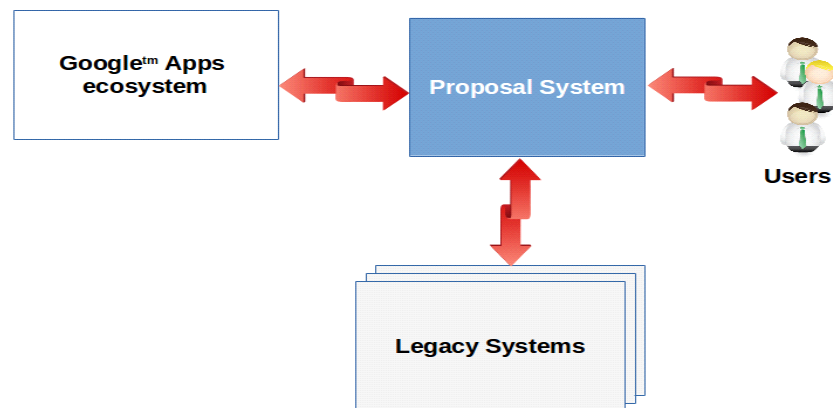 Google™ Apps
ecosystem
Proposal System
Users
Legacy Systems